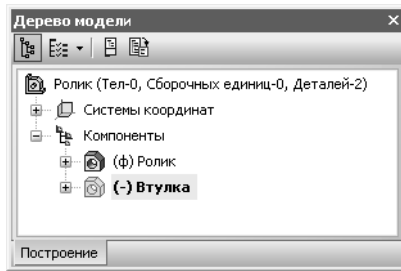 Дерево модели
Ролик (Тел-0, Сборочных единиц-0, Деталей-2)
Системы координат
Компоненты
(ф) Ролик
(-) Втулка
Построение